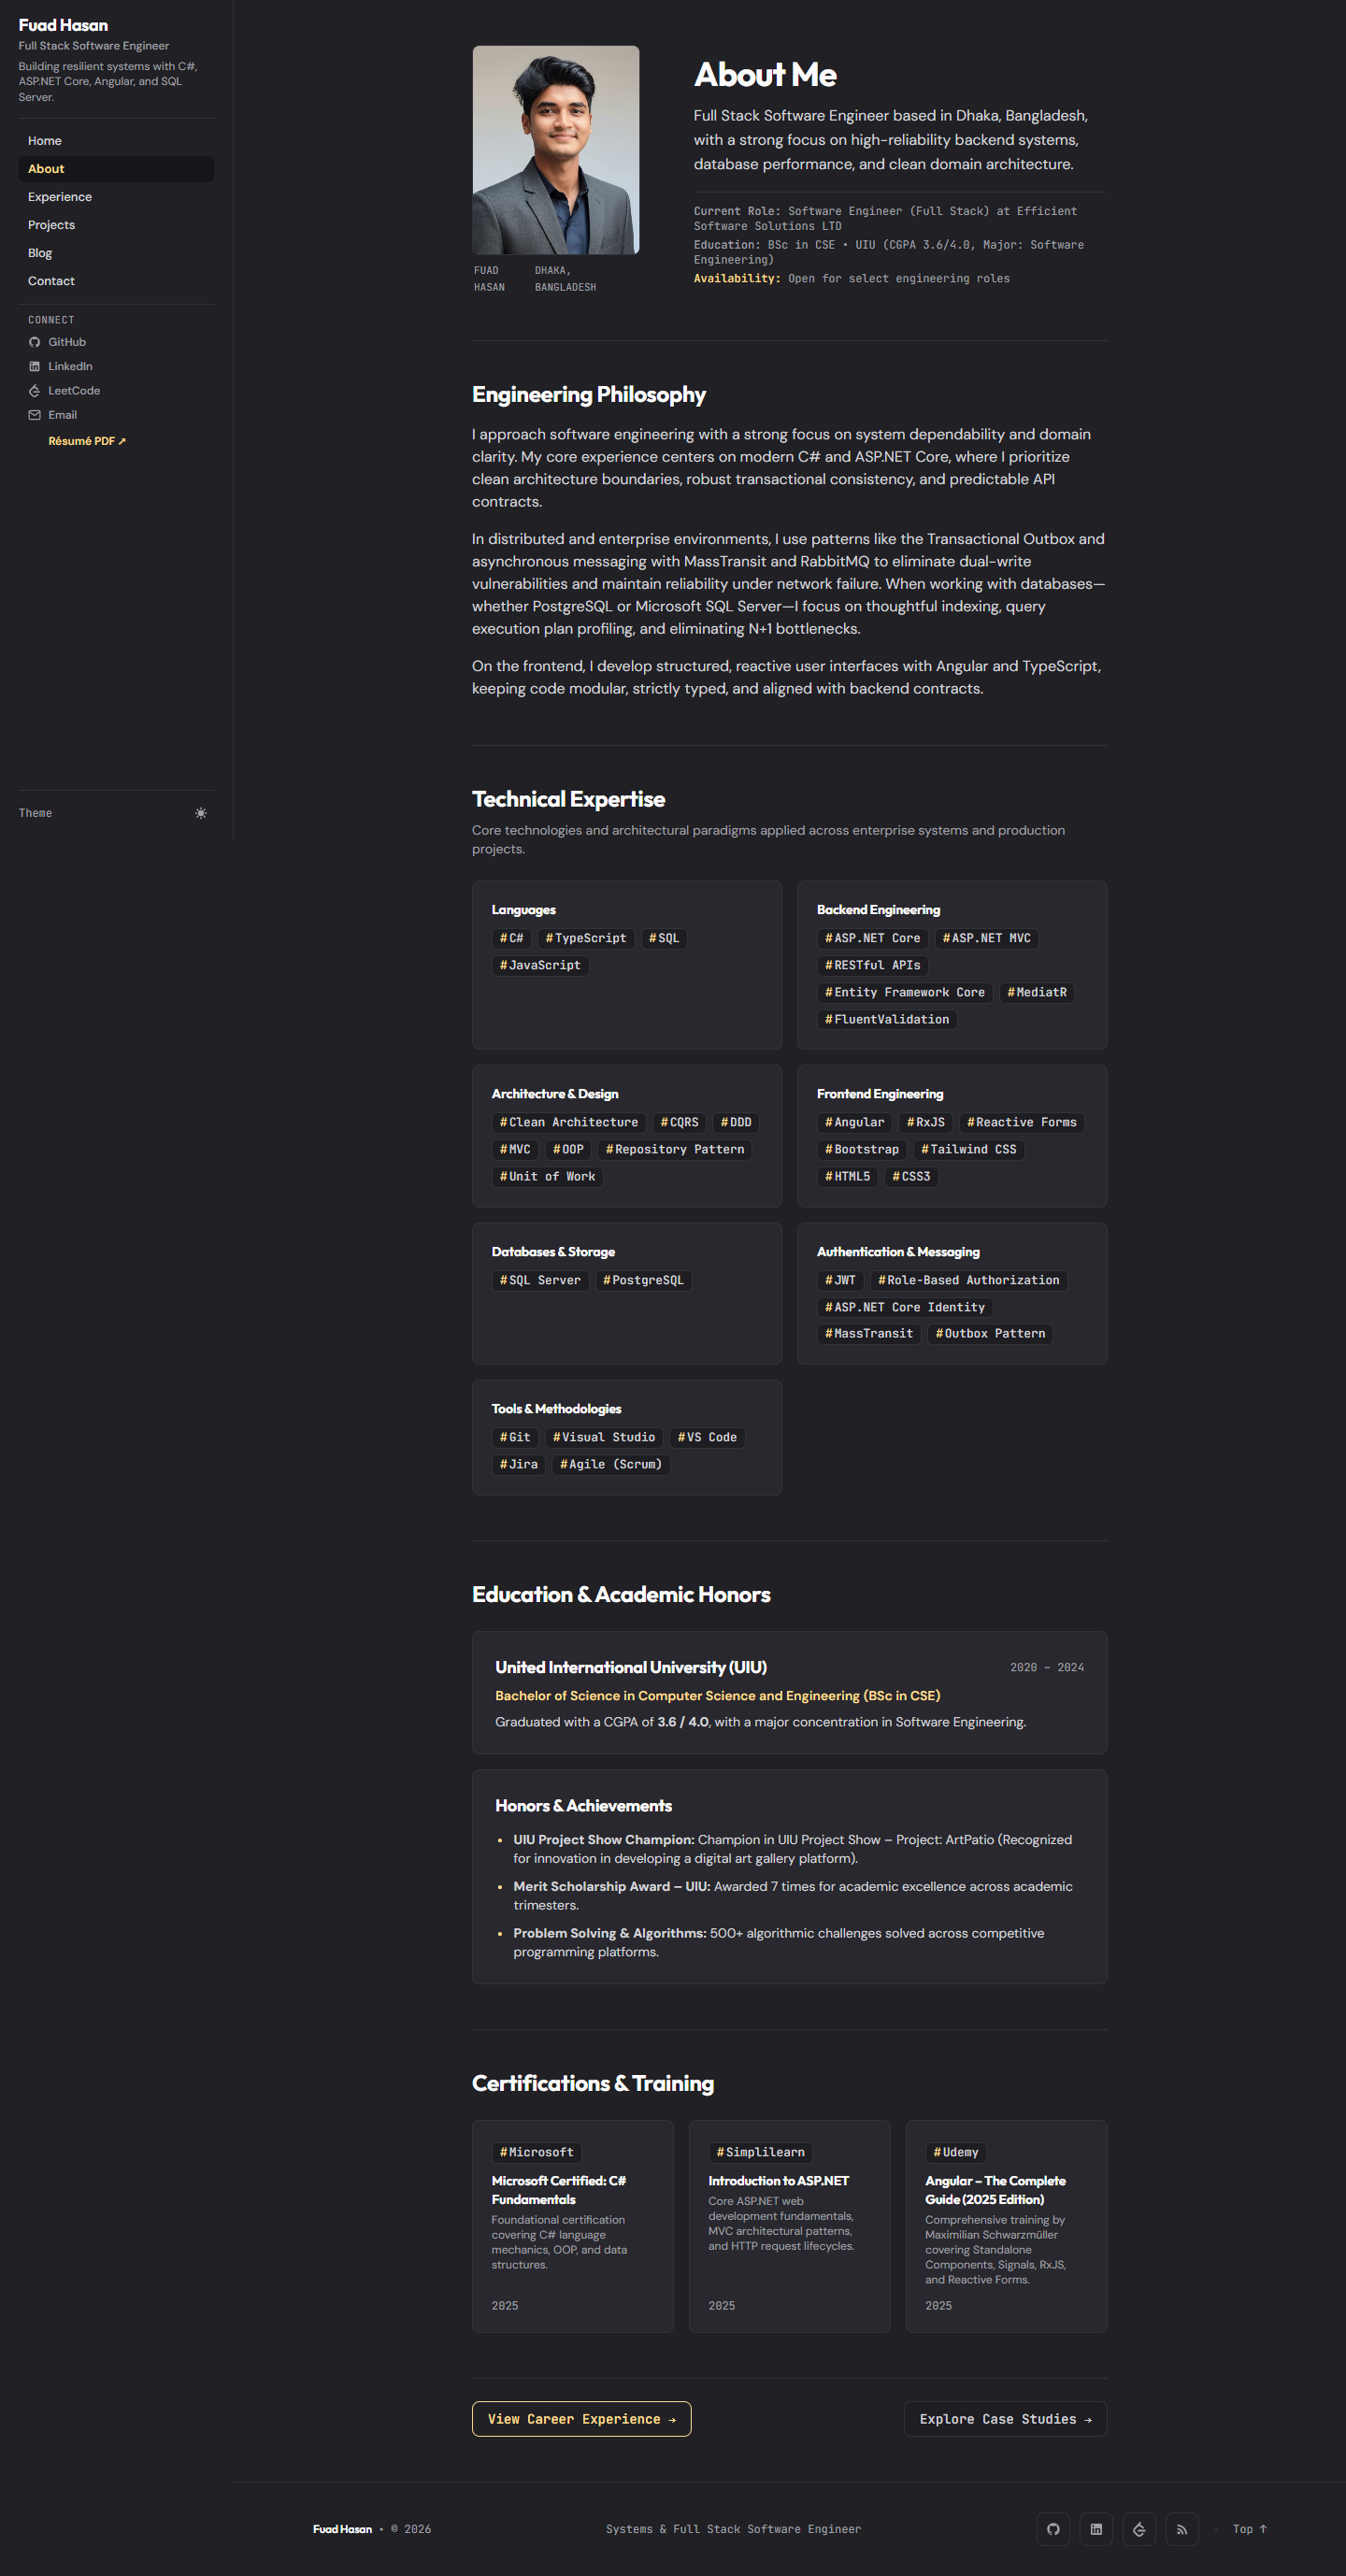 Fuad Hasan
Full Stack Software Engineer
Building resilient systems with C#,
ASP.NET Core, Angular, and SQL
Server.
Home
About
Experience
Projects
Blog
Contact
CONNECT
GitHub
LinkedIn
LeetCode
Email
Résumé PDF ↗
Theme
FUAD
HASAN
DHAKA,
BANGLADESH
About Me
Full Stack Software Engineer based in Dhaka, Bangladesh,
with a strong focus on high-reliability backend systems,
database performance, and clean domain architecture.
Current Role: Software Engineer (Full Stack) at Efficient
Software Solutions LTD
Education: BSc in CSE • UIU (CGPA 3.6/4.0, Major: Software
Engineering)
Availability: Open for select engineering roles
Engineering Philosophy
I approach software engineering with a strong focus on system dependability and domain
clarity. My core experience centers on modern C# and ASP.NET Core, where I prioritize
clean architecture boundaries, robust transactional consistency, and predictable API
contracts.
In distributed and enterprise environments, I use patterns like the Transactional Outbox and
asynchronous messaging with MassTransit and RabbitMQ to eliminate dual-write
vulnerabilities and maintain reliability under network failure. When working with databases—
whether PostgreSQL or Microsoft SQL Server—I focus on thoughtful indexing, query
execution plan profiling, and eliminating N+1 bottlenecks.
On the frontend, I develop structured, reactive user interfaces with Angular and TypeScript,
keeping code modular, strictly typed, and aligned with backend contracts.
Technical Expertise
Core technologies and architectural paradigms applied across enterprise systems and production
projects.
Languages
#C# #TypeScript #SQL
#JavaScript
Backend Engineering
#ASP.NET Core #ASP.NET MVC
#RESTful APIs
#Entity Framework Core #MediatR
#FluentValidation
Architecture & Design
#Clean Architecture #CQRS #DDD
#MVC #OOP #Repository Pattern
#Unit of Work
Frontend Engineering
#Angular #RxJS #Reactive Forms
#Bootstrap #Tailwind CSS
#HTML5 #CSS3
Databases & Storage
#SQL Server #PostgreSQL
Authentication & Messaging
#JWT #Role-Based Authorization
#ASP.NET Core Identity
#MassTransit #Outbox Pattern
Tools & Methodologies
#Git #Visual Studio #VS Code
#Jira #Agile (Scrum)
Education & Academic Honors
United International University (UIU) 2020 – 2024
Bachelor of Science in Computer Science and Engineering (BSc in CSE)
Graduated with a CGPA of 3.6 / 4.0, with a major concentration in Software Engineering.
Honors & Achievements
• UIU Project Show Champion: Champion in UIU Project Show – Project: ArtPatio (Recognized
for innovation in developing a digital art gallery platform).
• Merit Scholarship Award – UIU: Awarded 7 times for academic excellence across academic
trimesters.
• Problem Solving & Algorithms: 500+ algorithmic challenges solved across competitive
programming platforms.
Certifications & Training
#Microsoft
Microsoft Certified: C#
Fundamentals
Foundational certification
covering C# language
mechanics, OOP, and data
structures.
2025
#Simplilearn
Introduction to ASP.NET
Core ASP.NET web
development fundamentals,
MVC architectural patterns,
and HTTP request lifecycles.
2025
#Udemy
Angular – The Complete
Guide (2025 Edition)
Comprehensive training by
Maximilian Schwarzmüller
covering Standalone
Components, Signals, RxJS,
and Reactive Forms.
2025
View Career Experience →
Explore Case Studies →
Fuad Hasan • © 2026
Systems & Full Stack Software Engineer
Top ↑